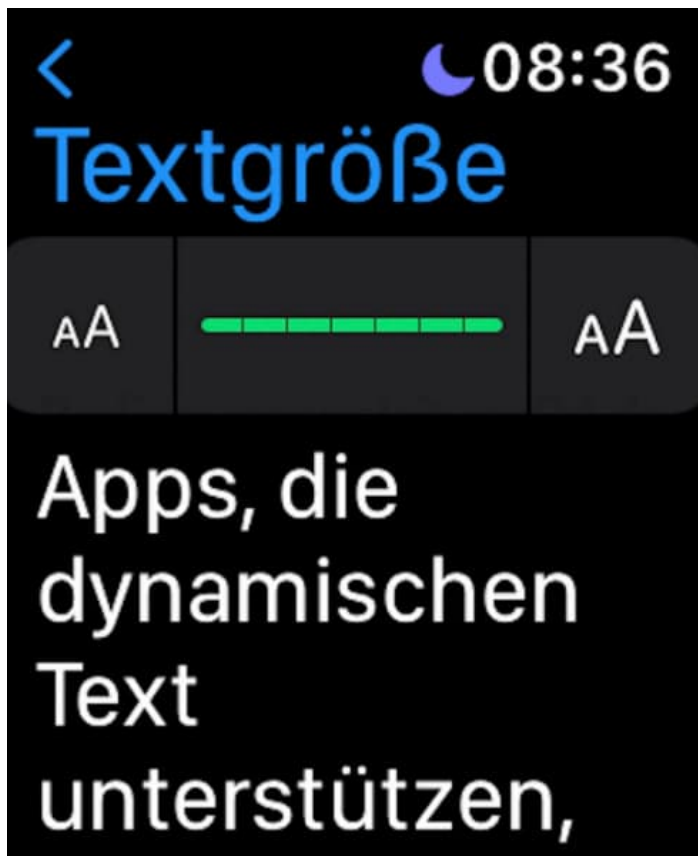 08:36
Textgröße
AA
AA
Apps, die
dynamischen
Text
unterstützen,